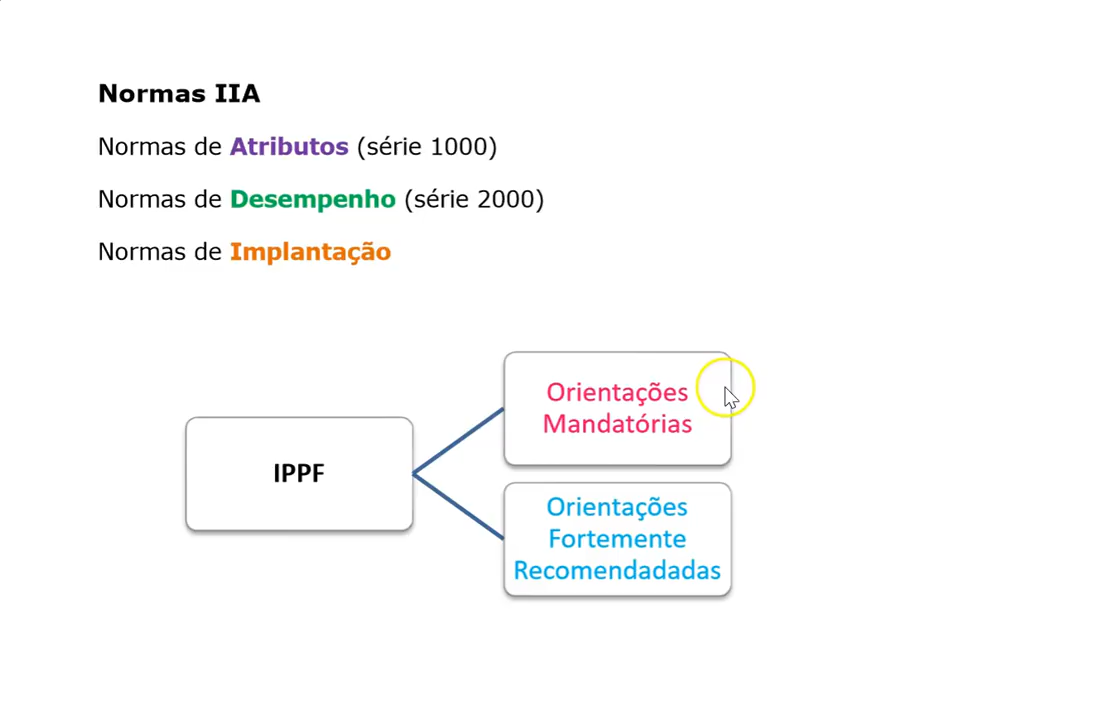 Normas IIA
Normas de Atributos (série 1000)
Normas de Desempenho (série 2000)
Normas de Implantação
IPPF
Orientações
Mandatórias
Orientações
Fortemente
Recomendadadas